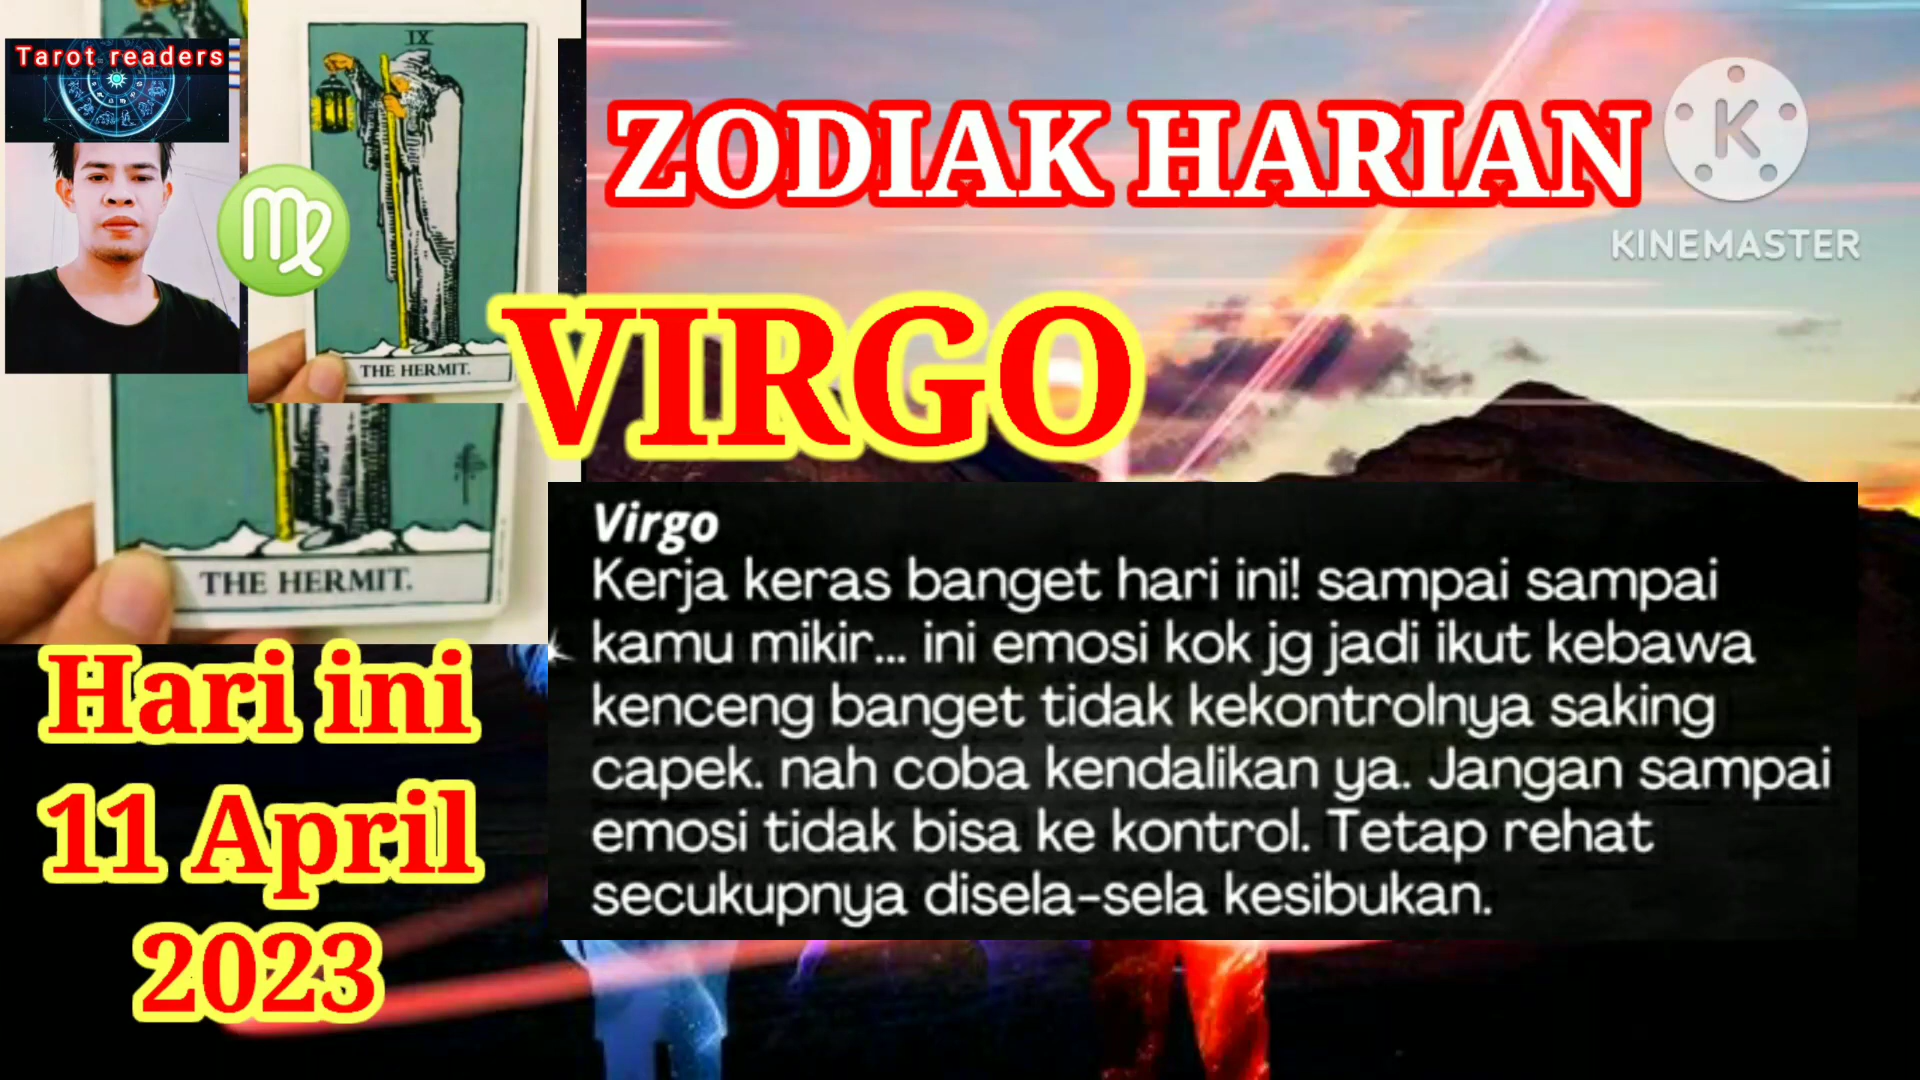 Tarot readers
IX
THE HERMIT.
ZODIAK HARIAN
K
KINEMASTER
VIRGO
THE HERMIT.
Hari ini
11 April
2023
Virgo
Kerja keras banget hari ini! sampai sampai
kamu mikir... ini emosi kok jg jadi ikut kebawa
kenceng banget tidak kekontrolnya saking
capek. nah coba kendalikan ya. Jangan sampai
emosi tidak bisa ke kontrol. Tetap rehat
secukupnya disela-sela kesibukan.